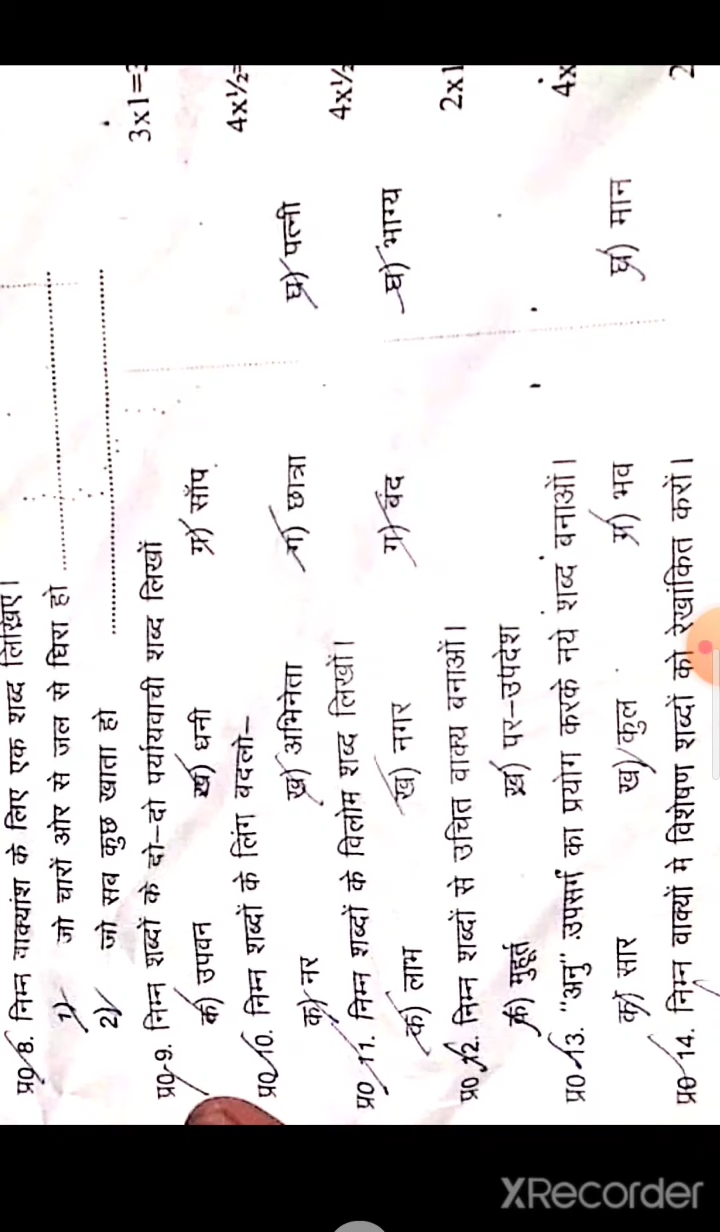 प्र0 8. निम्न वाक्यांश के लिए एक शब्द लिखिए।
1) जो चारों ओर से जल से घिरा हो ........................
2) जो सब कुछ खाता हो ........................
3x1=3
प्र0 9. निम्न शब्दों के दो–दो पर्यायवाची शब्द लिखों
क) उपवन ख) धनी ग) साँप
4x½=
प्र0 10. निम्न शब्दों के लिंग बदलो–
क) नर ख) अभिनेता ग) छात्रा घ) पत्नी
4x½
प्र0 11. निम्न शब्दों के विलोम शब्द लिखों।
क) लाभ ख) नगर ग) बंद घ) भाग्य
2x1
प्र0 12. निम्न शब्दों से उचित वाक्य बनाओं।
क) मुहूर्त ख) पर–उपदेश
4x
प्र0 13. "अनु" उपसर्ग का प्रयोग करके नये शब्द बनाओं।
क) सार ख) कुल ग) भव घ) मान
2
प्र0 14. निम्न वाक्यों मे विशेषण शब्दों को रेखांकित करों।
XRecorder